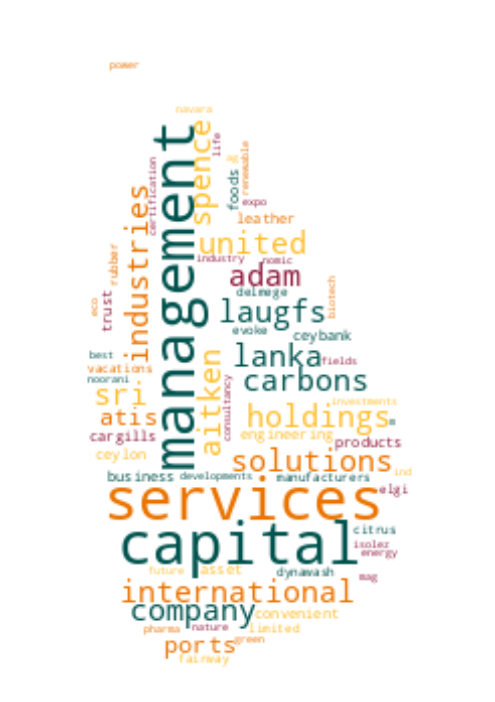 power
navara
management
spence
life
ag
renewable
certification
foods
expo
industries
leather
united
industry
nomic
adam
rubber
delmege
biotech
eco
trust
laugfs
evoke
ceybank
best
lanka
fields
vacations
aitken
noorani
carbons
consultancy
sri
investments
atis
holdings
cargills
engineering
products
ceylon
solutions
ind
business
developments
manufacturers
services
elgi
capital
citrus
isolez
energy
future
asset
dynawash
mag
international
company
convenient
pharma
nature
limited
green
ports
fairway